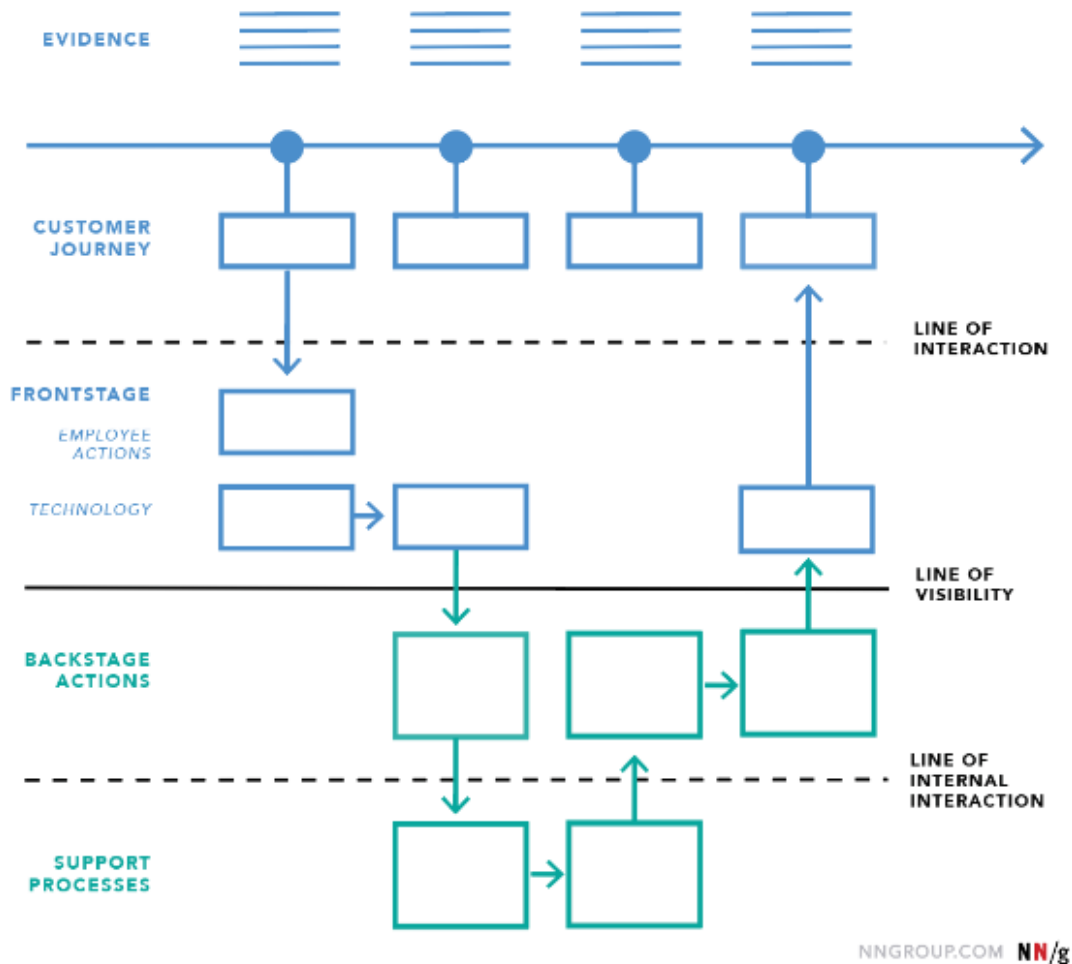 EVIDENCE
CUSTOMER
JOURNEY
LINE OF
INTERACTION
FRONTSTAGE
EMPLOYEE
ACTIONS
TECHNOLOGY
LINE OF
VISIBILITY
BACKSTAGE
ACTIONS
LINE OF
INTERNAL
INTERACTION
SUPPORT
PROCESSES
NNGROUP.COM NN/g